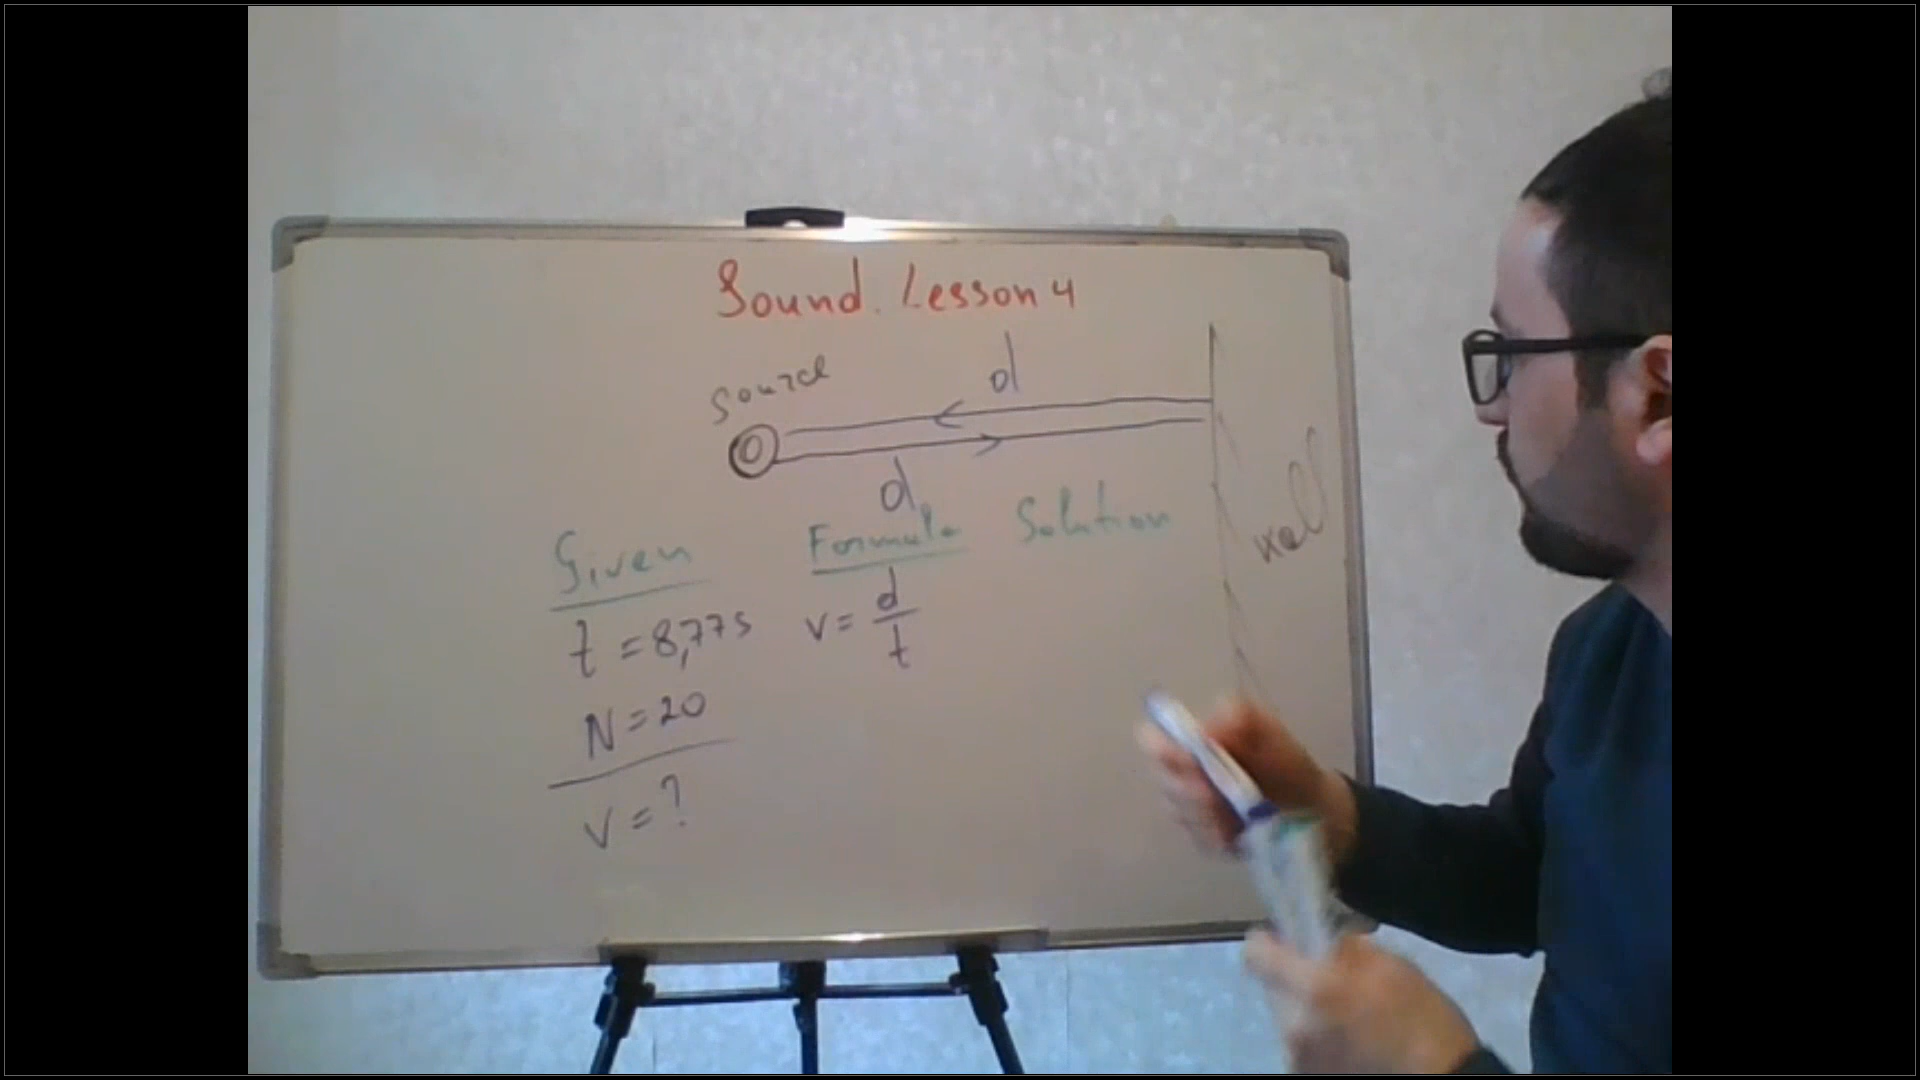 Sound. Lesson 4
source
d
d
wall
Given
t = 8,77s
N = 20
v = ?
Formula
v = d/t
Solution